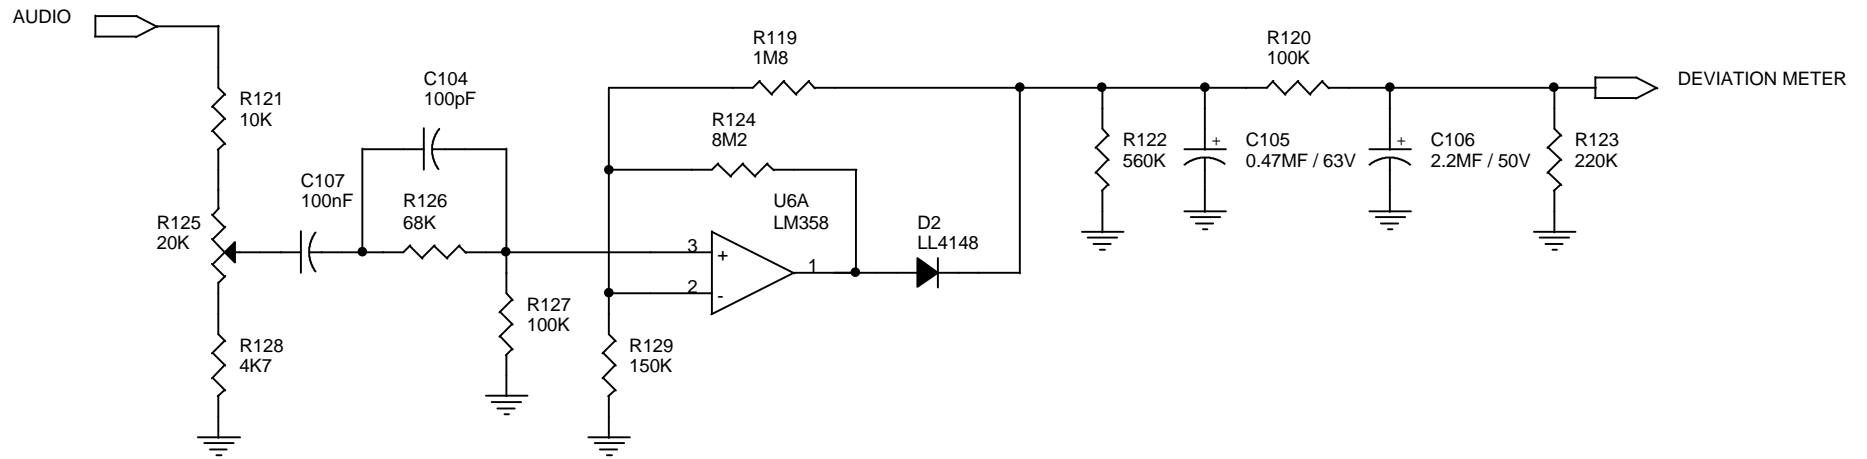 AUDIO
R119
1M8
R120
100K
DEVIATION METER
C104
100pF
R121
10K
R124
8M2
R122
560K
+
C105
0.47MF / 63V
+
C106
2.2MF / 50V
R123
220K
C107
100nF
R126
68K
U6A
LM358
R125
20K
D2
LL4148
3
+
1
2
-
R127
100K
R128
4K7
R129
150K